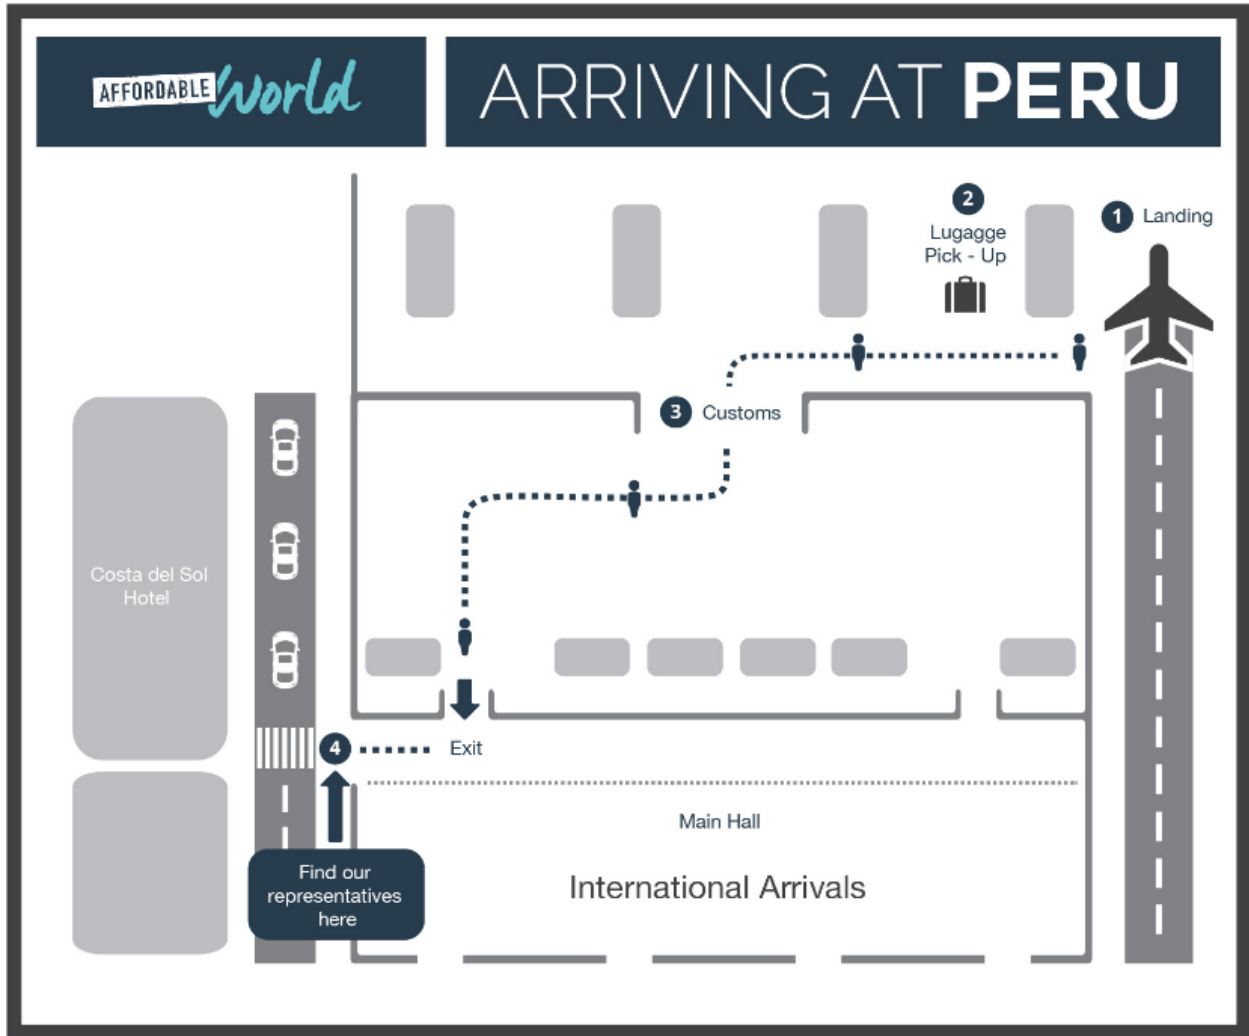 AFFORDABLE World
ARRIVING AT PERU
2
Lugagge
Pick - Up
1 Landing
3 Customs
Costa del Sol
Hotel
4
Exit
Main Hall
Find our
representatives
here
International Arrivals